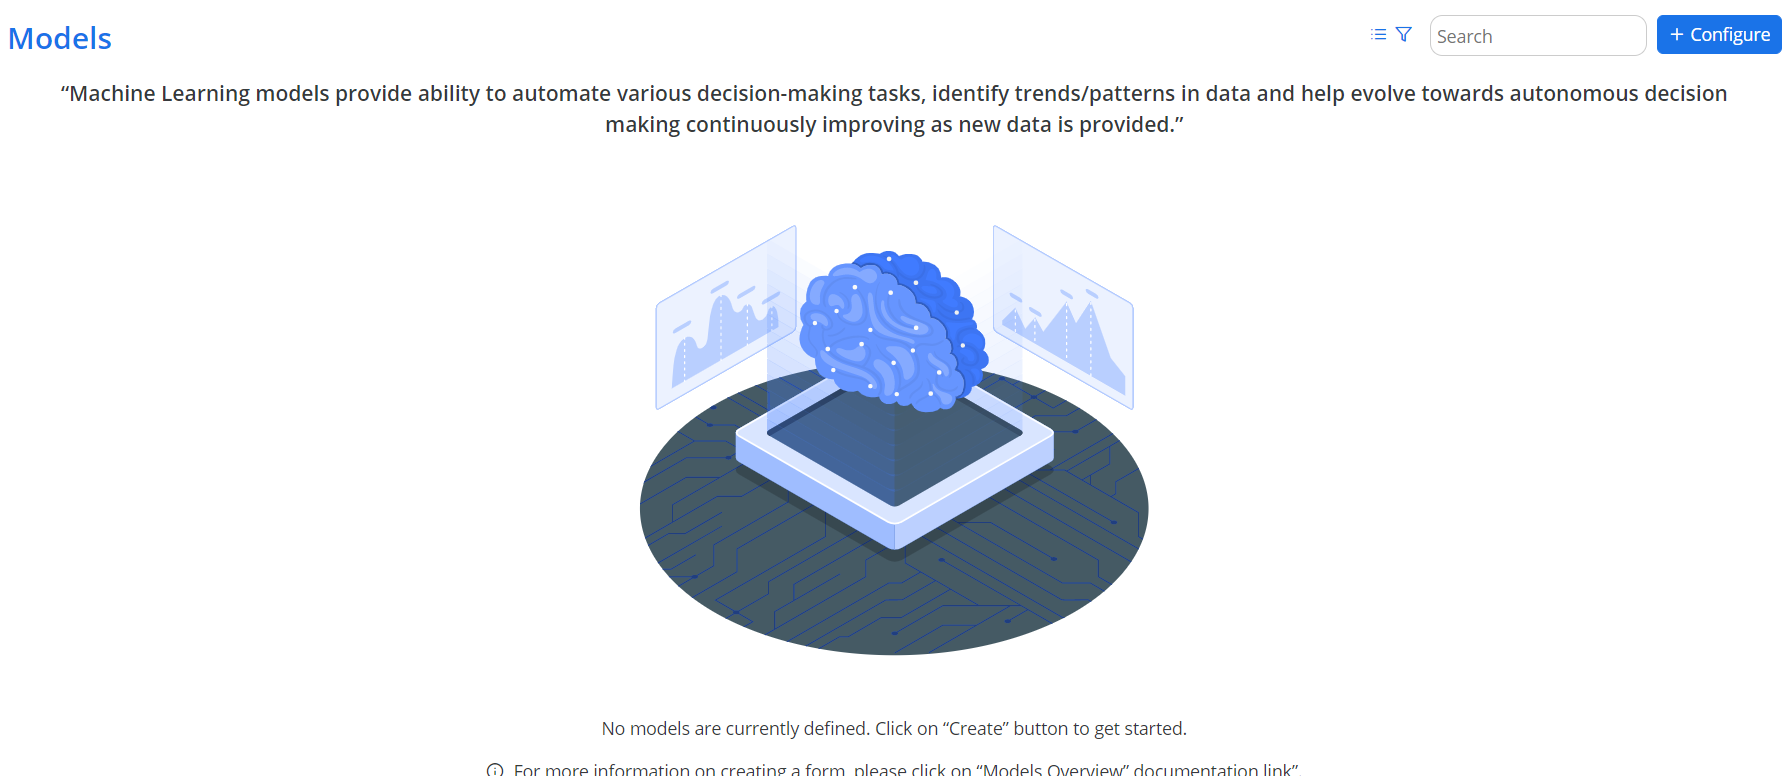 Models
Search
+ Configure
“Machine Learning models provide ability to automate various decision-making tasks, identify trends/patterns in data and help evolve towards autonomous decision
making continuously improving as new data is provided.”
No models are currently defined. Click on “Create” button to get started.
For more information on creating a form, please click on “Models Overview” documentation link”.